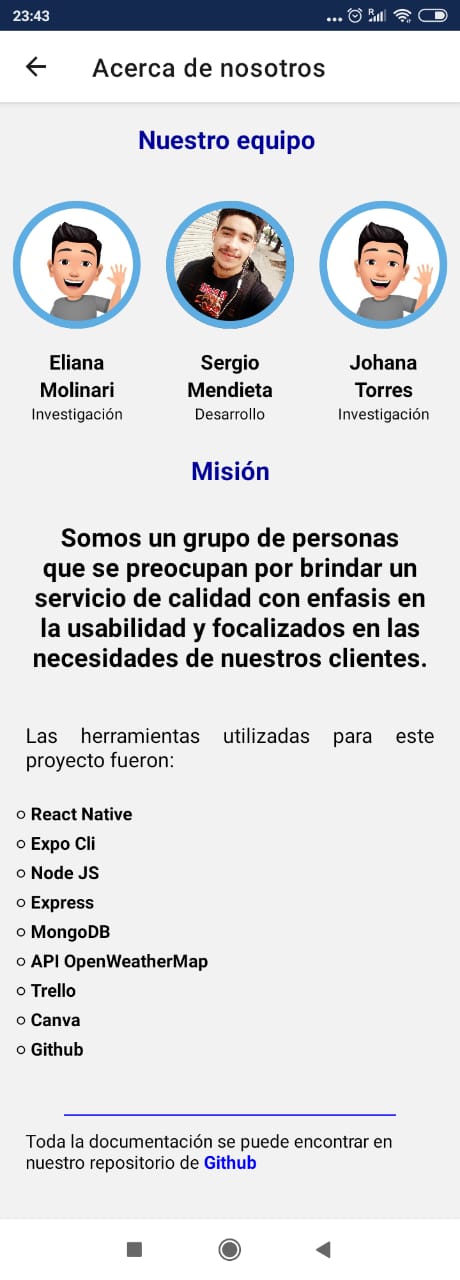 23:43
R
Acerca de nosotros
Nuestro equipo
Eliana
Molinari
Investigación
Sergio
Mendieta
Desarrollo
Johana
Torres
Investigación
Misión
Somos un grupo de personas
que se preocupan por brindar un
servicio de calidad con enfasis en
la usabilidad y focalizados en las
necesidades de nuestros clientes.
Las herramientas utilizadas para este
proyecto fueron:
React Native
Expo Cli
Node JS
Express
MongoDB
API OpenWeatherMap
Trello
Canva
Github
Toda la documentación se puede encontrar en
nuestro repositorio de Github